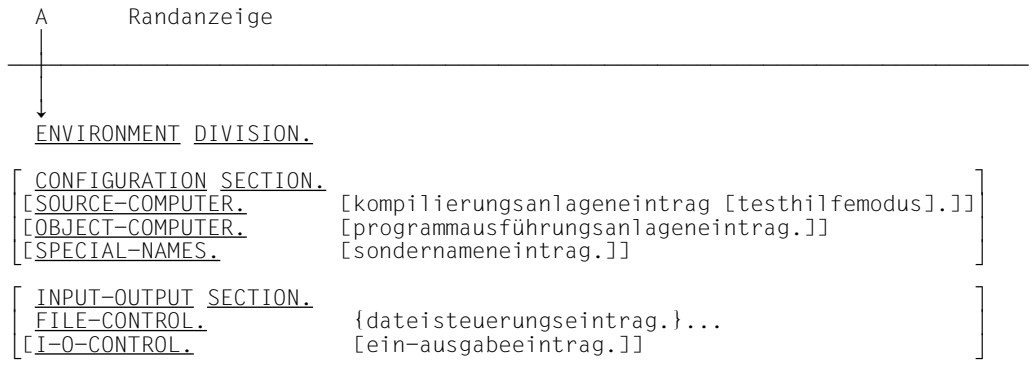 A Randanzeige
ENVIRONMENT DIVISION.
CONFIGURATION SECTION.
[SOURCE-COMPUTER. [kompilierungsanlageneintrag [testhilfemodus].]]
[OBJECT-COMPUTER. [programmausführungsanlageneintrag.]]
[SPECIAL-NAMES. [sondernameneintrag.]]
INPUT-OUTPUT SECTION.
FILE-CONTROL. {dateisteuerungseintrag.}...
[I-O-CONTROL. [ein-ausgabeeintrag.]]